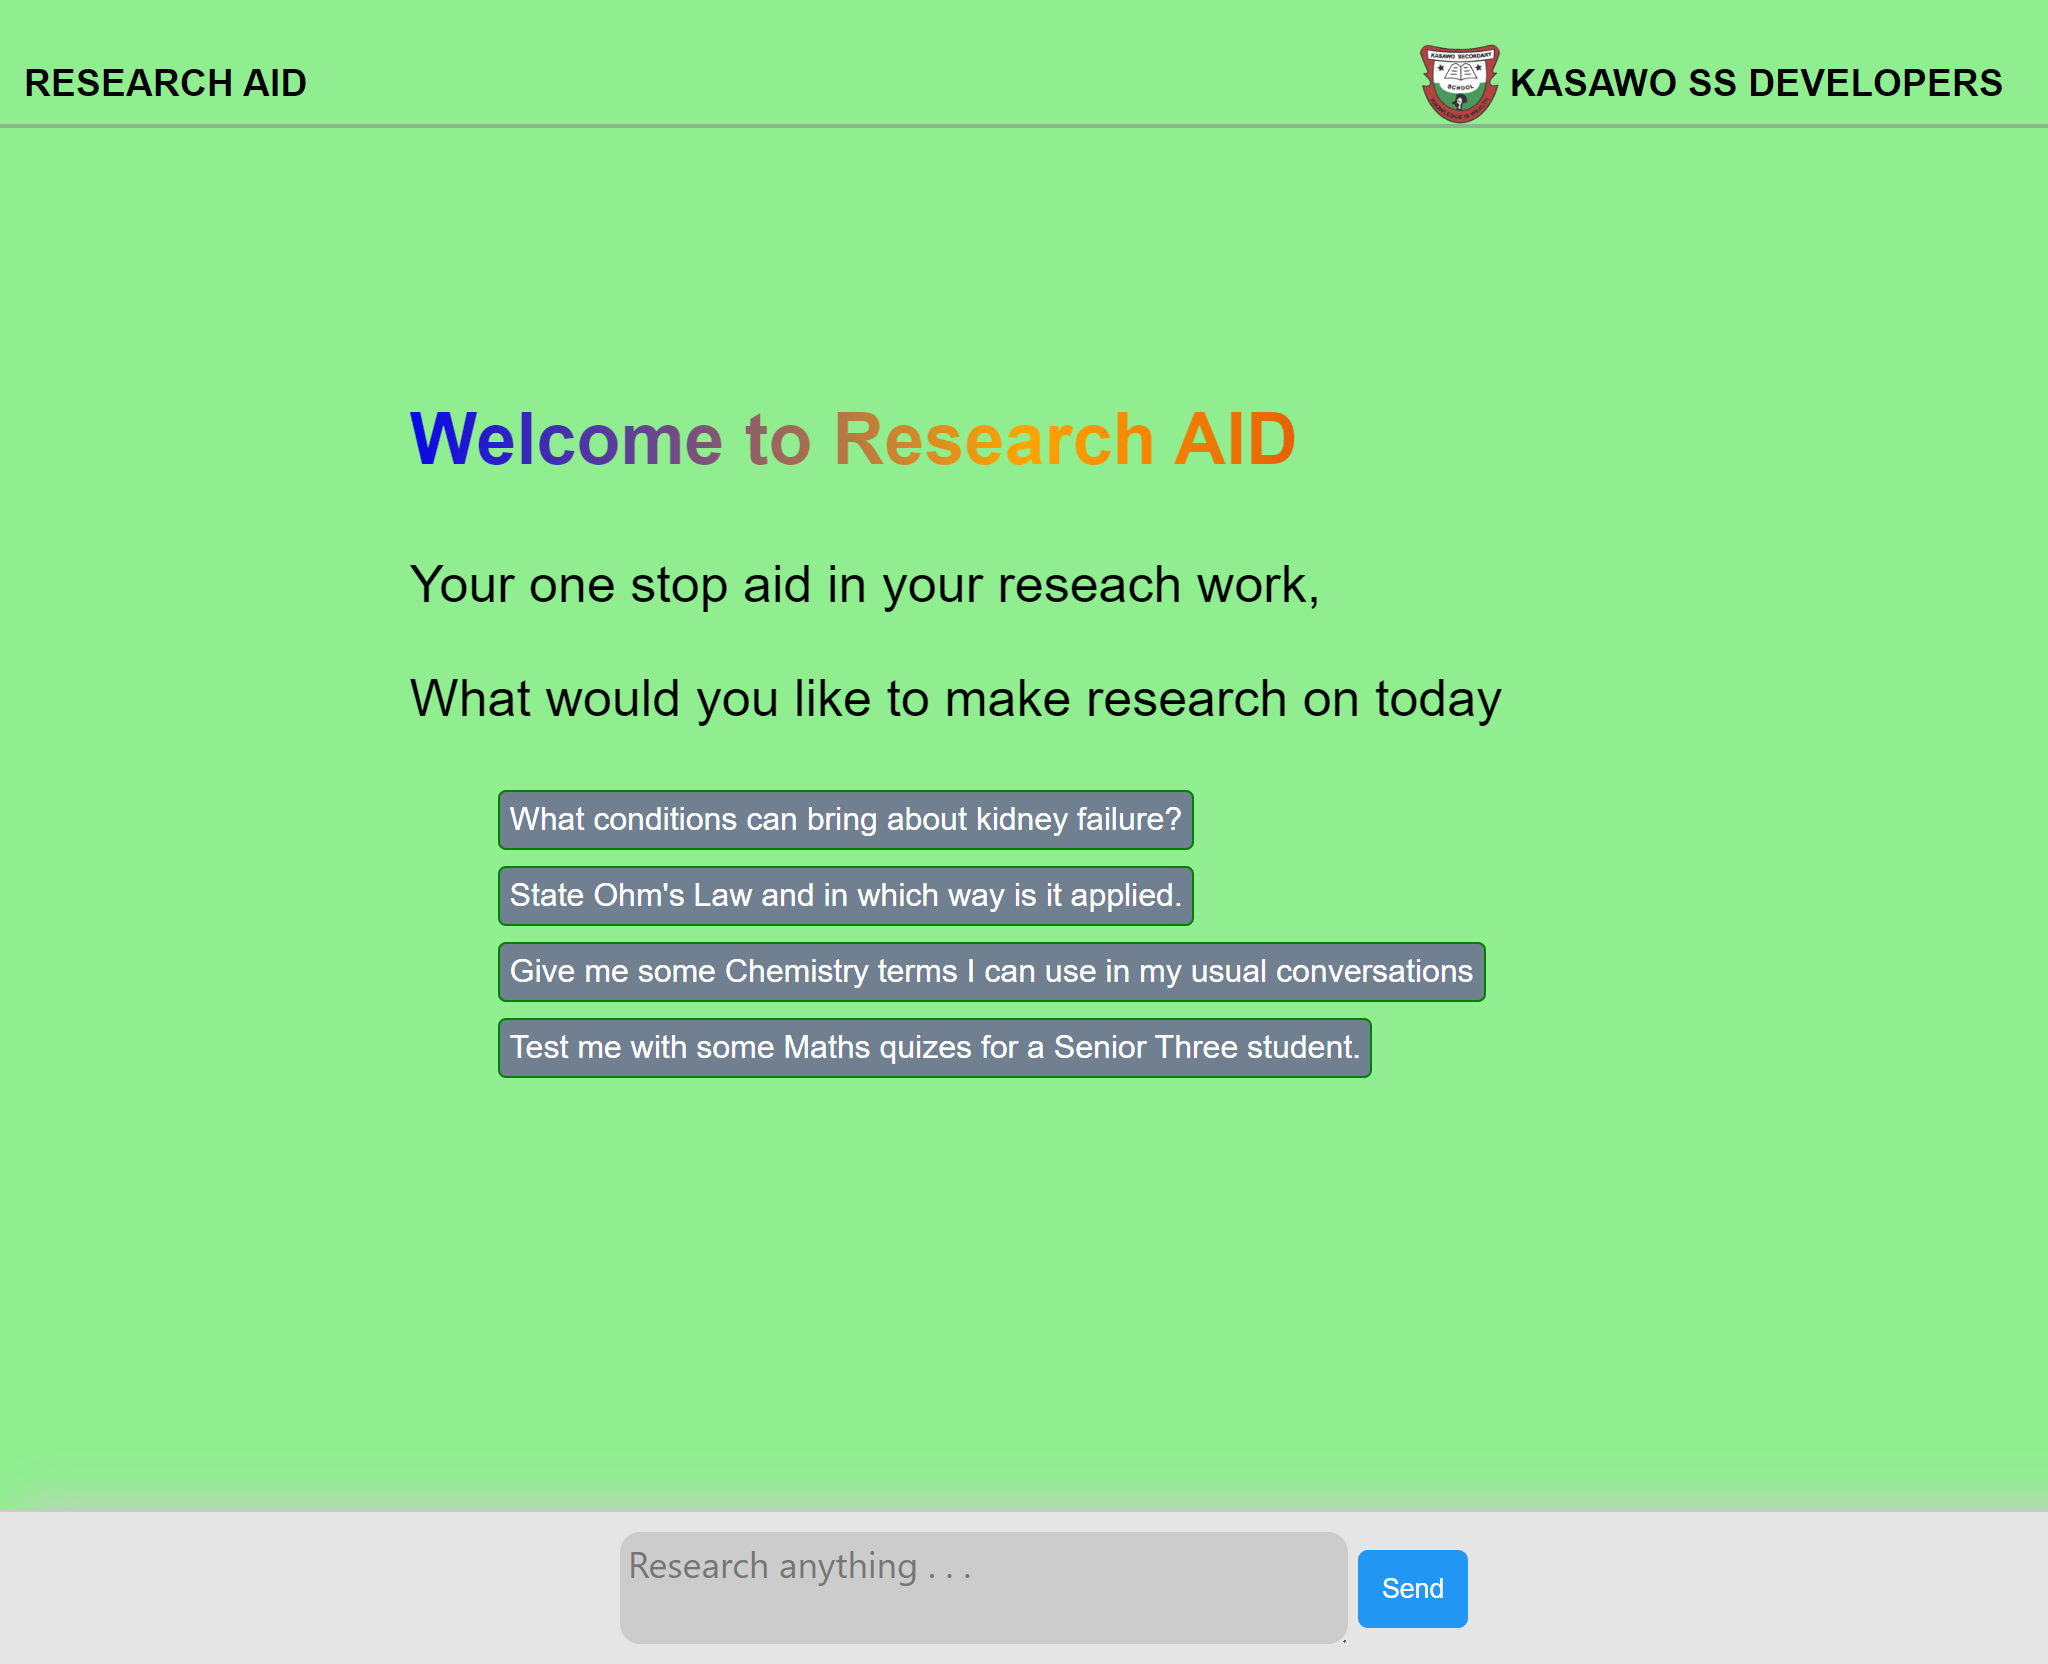 RESEARCH AID
KASAWO SECONDARY
SCHOOL
KNOWLEDGE IS WEALTH
KASAWO SS DEVELOPERS
Welcome to Research AID
Your one stop aid in your reseach work,
What would you like to make research on today
What conditions can bring about kidney failure?
State Ohm's Law and in which way is it applied.
Give me some Chemistry terms I can use in my usual conversations
Test me with some Maths quizes for a Senior Three student.
Research anything . . .
Send